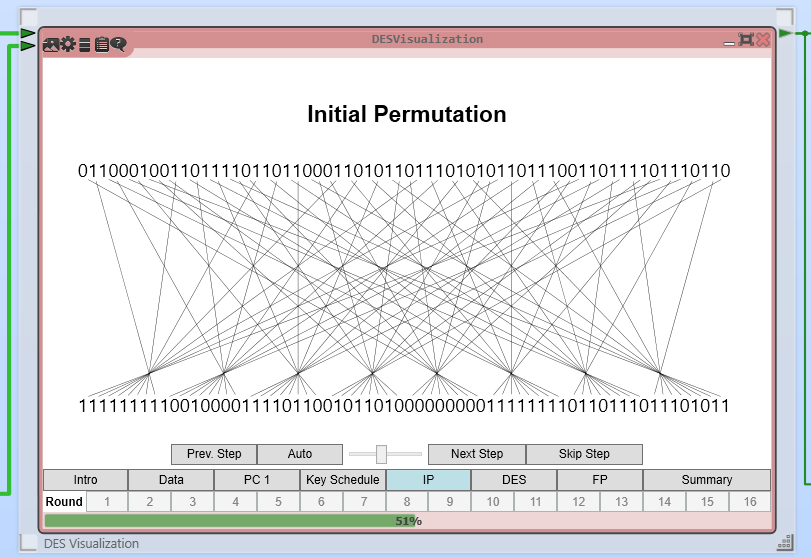 DESVisualization
Initial Permutation
0110001001101111011011000110101101110101011011100110111101110110
1111111110010000111101100101101000000000111111110110111011101011
Prev. Step Auto Next Step Skip Step
Intro Data PC 1 Key Schedule IP DES FP Summary
Round 1 2 3 4 5 6 7 8 9 10 11 12 13 14 15 16
51%
DES Visualization